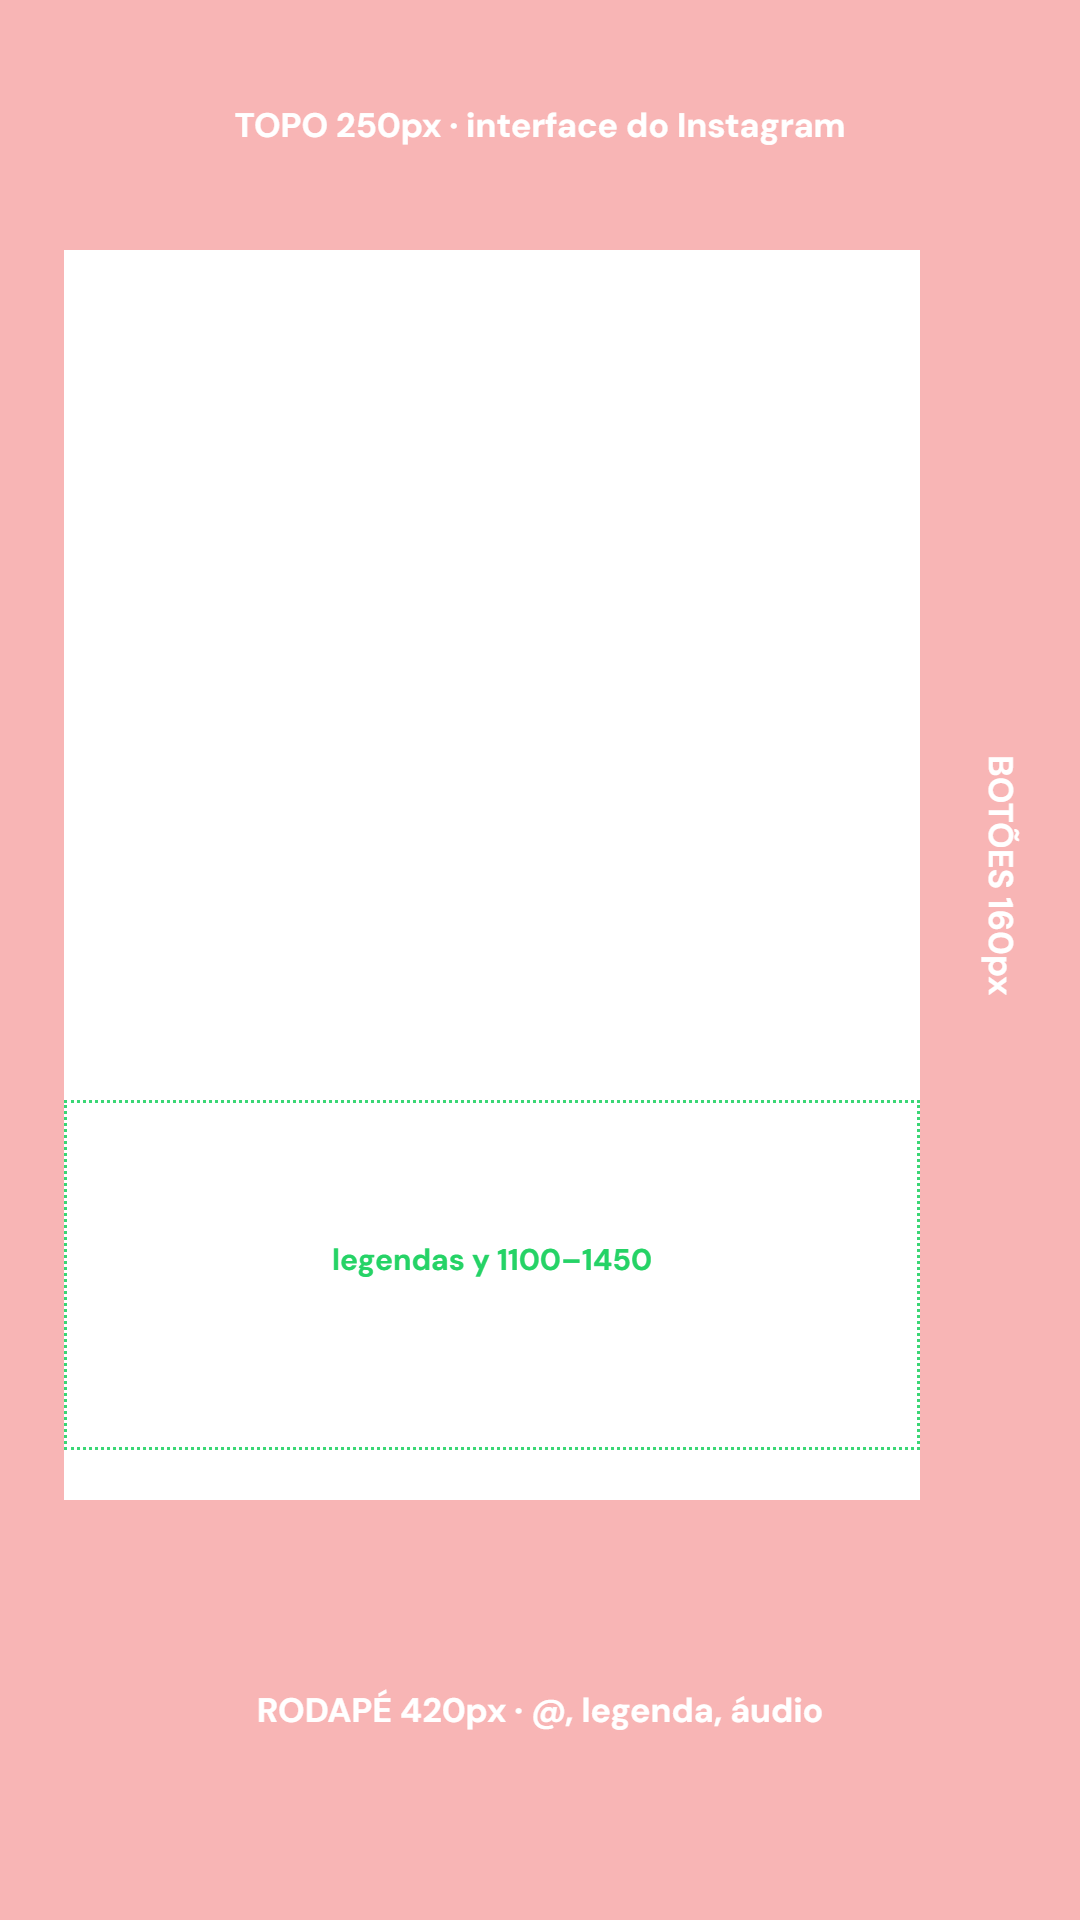 TOPO 250px · interface do Instagram
BOTÕES 160px
legendas y 1100–1450
RODAPÉ 420px · @, legenda, áudio